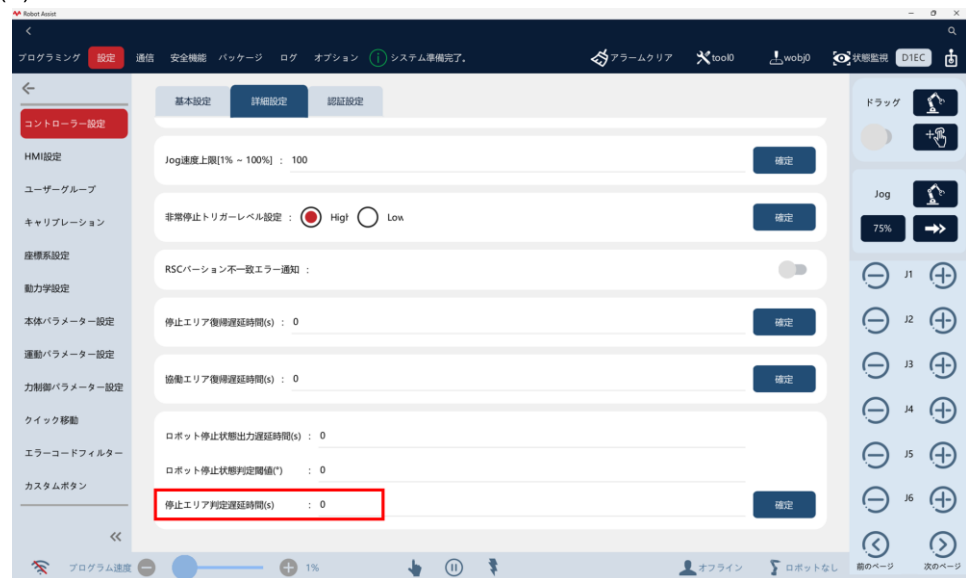 Robot Assist
プログラミング 設定 通信 安全機能 パッケージ ログ オプション システム準備完了. アラームクリア tool0 wobj0 状態監視 D1EC
基本設定 詳細設定 認証設定
コントローラー設定
HMI設定
ユーザーグループ
キャリブレーション
座標系設定
動力学設定
本体パラメーター設定
運動パラメーター設定
力制御パラメーター設定
クイック移動
エラーコードフィルター
カスタムボタン
Jog速度上限[1% ~ 100%] : 100 確定
非常停止トリガーレベル設定 : High Low 確定
RSCバーション不一致エラー通知 :
停止エリア復帰遅延時間(s) : 0 確定
協働エリア復帰遅延時間(s) : 0 確定
ロボット停止状態出力遅延時間(s) : 0
ロボット停止状態判定閾値(°) : 0
停止エリア判定遅延時間(s) : 0 確定
ドラッグ
Jog
75%
J1
J2
J3
J4
J5
J6
前のページ 次のページ
プログラム速度 1% オフライン ロボットなし